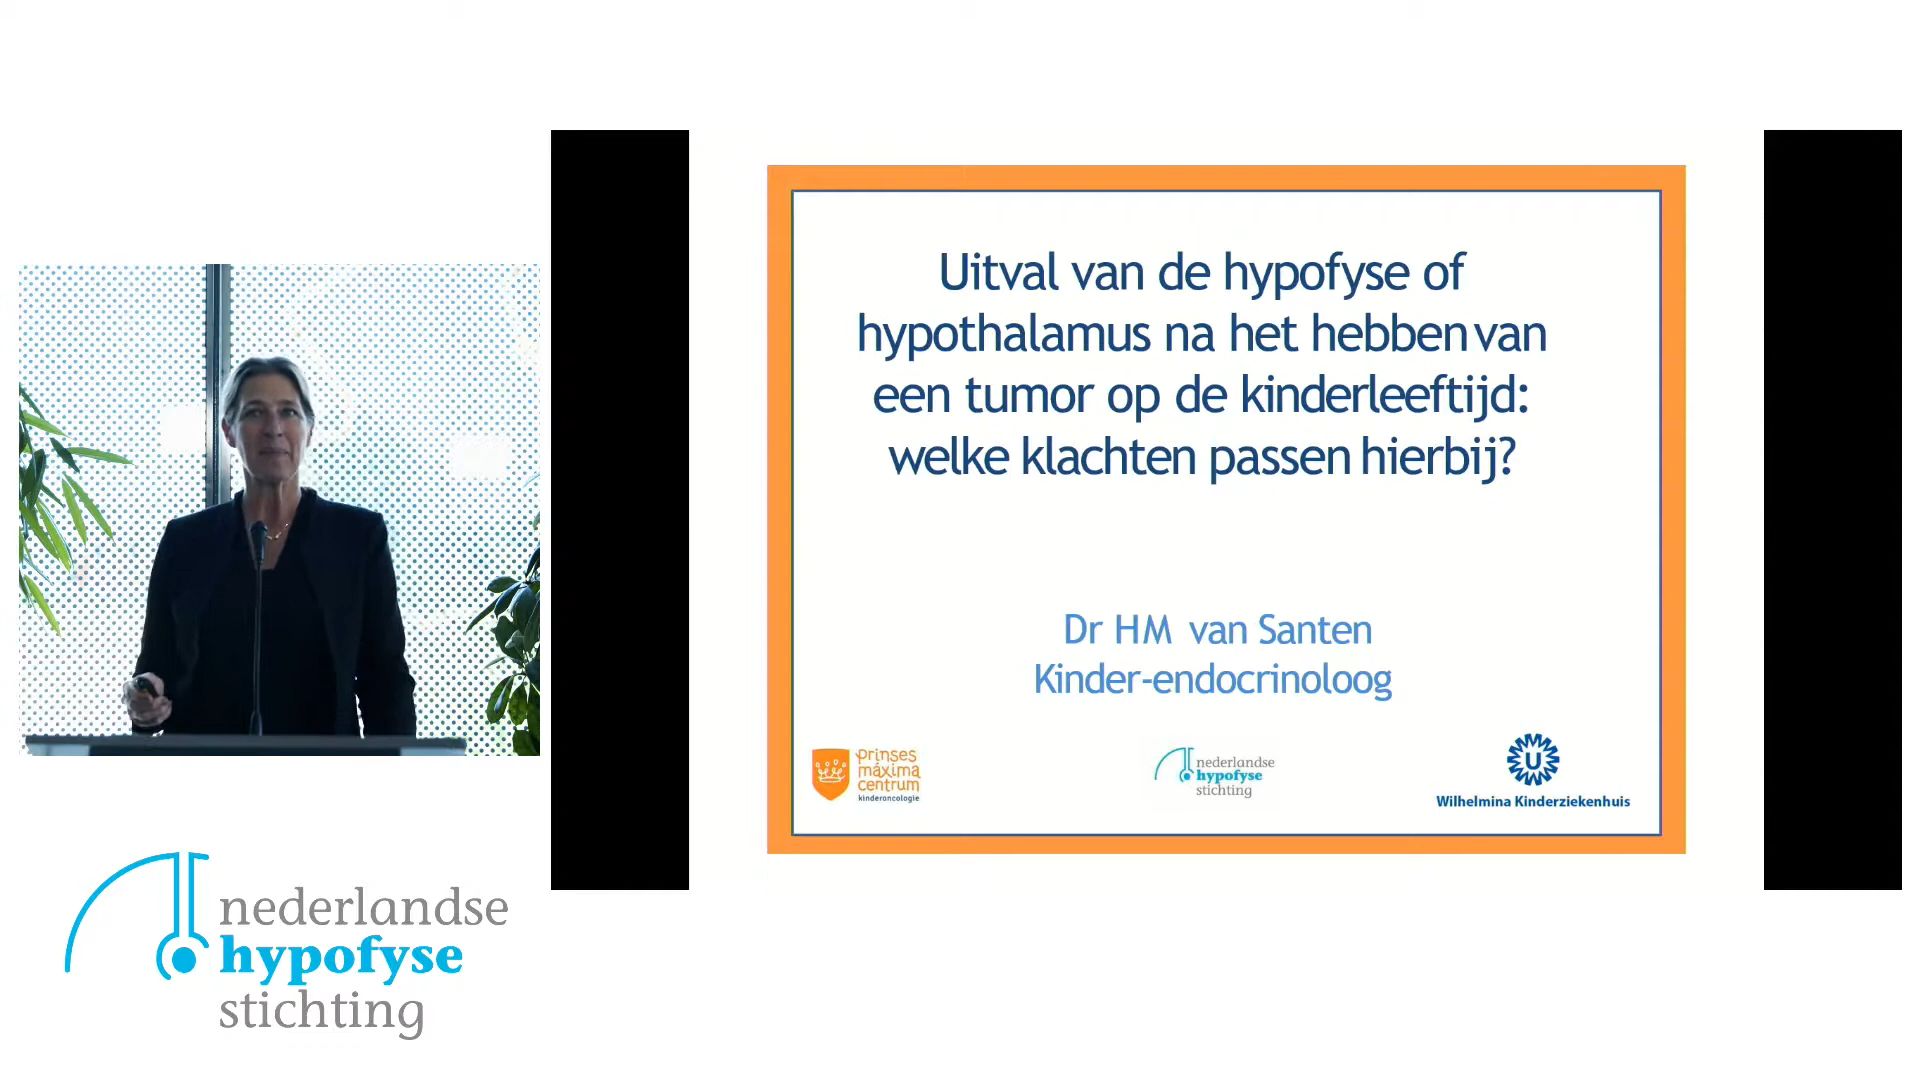 Uitval van de hypofyse of
hypothalamus na het hebben van
een tumor op de kinderleeftijd:
welke klachten passen hierbij?
Dr HM van Santen
Kinder-endocrinoloog
prinses
máxima
centrum
kinderoncologie
nederlandse
hypofyse
stichting
U
Wilhelmina Kinderziekenhuis
nederlandse
hypofyse
stichting